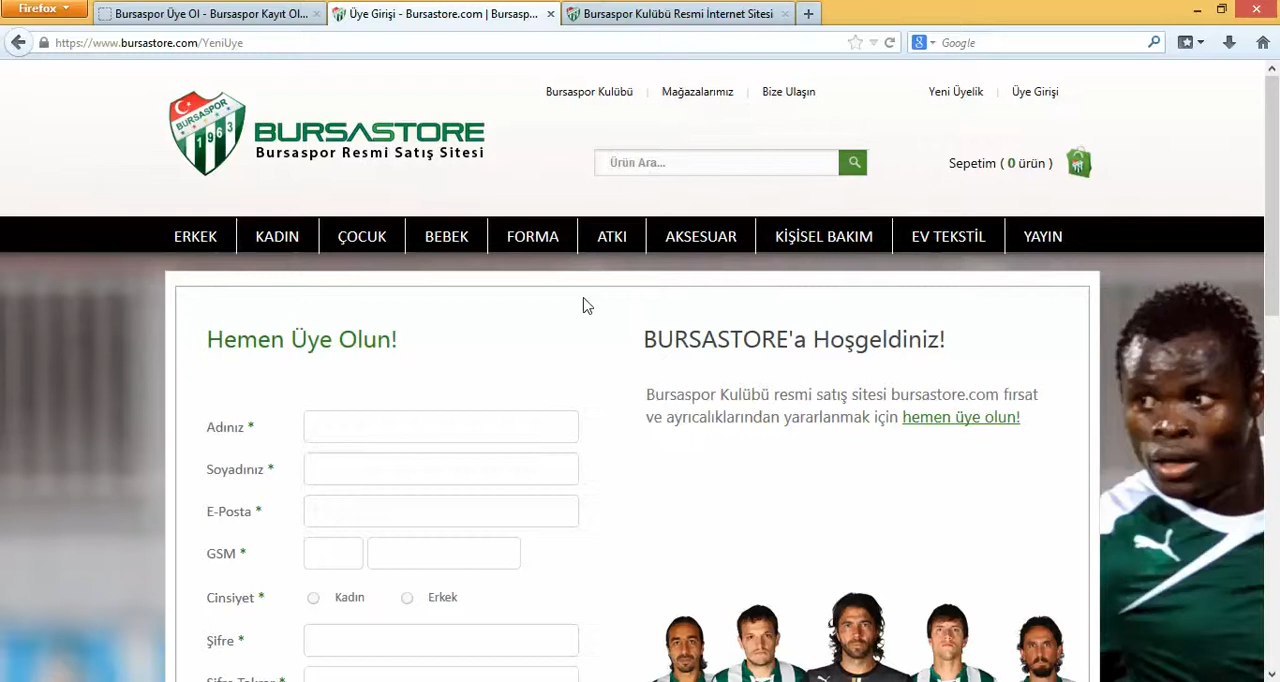 Firefox
Bursaspor Üye Ol - Bursaspor Kayıt Ol...
Üye Girişi - Bursastore.com | Bursasp...
Bursaspor Kulübü Resmi İnternet Sitesi
https://www.bursastore.com/YeniUye
Google
Bursaspor Kulübü
Mağazalarımız
Bize Ulaşın
Yeni Üyelik
Üye Girişi
BURSASPOR
1963
BURSASTORE
Bursaspor Resmi Satış Sitesi
Ürün Ara...
Sepetim ( 0 ürün )
ERKEK
KADIN
ÇOCUK
BEBEK
FORMA
ATKI
AKSESUAR
KİŞİSEL BAKIM
EV TEKSTİL
YAYIN
Hemen Üye Olun!
BURSASTORE'a Hoşgeldiniz!
Bursaspor Kulübü resmi satış sitesi bursastore.com fırsat
ve ayrıcalıklarından yararlanmak için hemen üye olun!
Adınız *
Soyadınız *
E-Posta *
GSM *
Cinsiyet *
Kadın
Erkek
Şifre *
Şifre Tekrar *